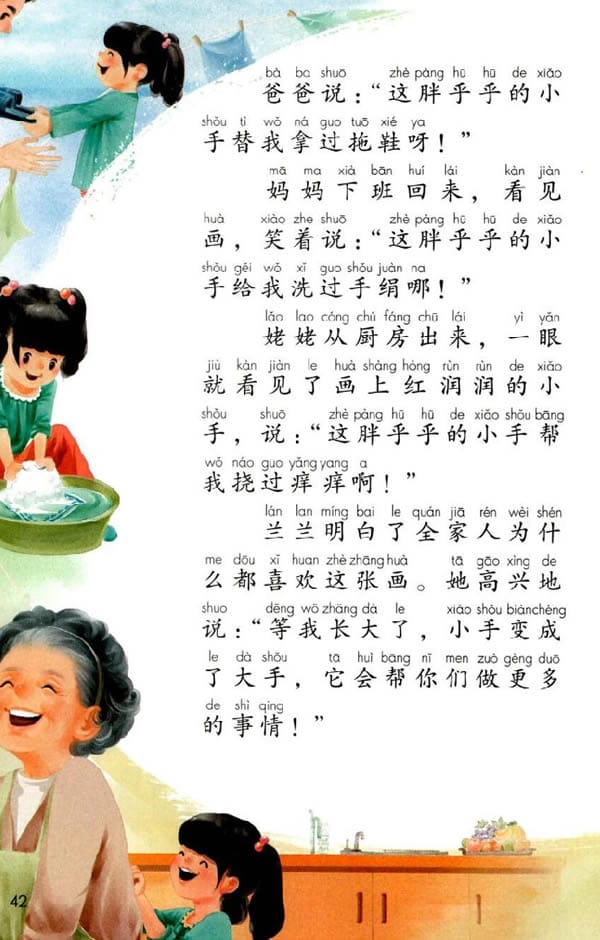 bà ba shuō zhè pàng hū hū de xiǎo
爸爸说：“这胖乎乎的小
shǒu tì wǒ ná guo tuō xié ya
手替我拿过拖鞋呀！”
mā ma xià bān huí lái kàn jiàn
妈妈下班回来，看见
huà xiào zhe shuō zhè pàng hū hū de xiǎo
画，笑着说：“这胖乎乎的小
shǒu gěi wǒ xǐ guo shǒu juàn na
手给我洗过手绢哪！”
lǎo lao cóng chú fáng chū lái yì yǎn
姥姥从厨房出来，一眼
jiù kàn jiàn le huà shàng hóng rùn rùn de xiǎo
就看见了画上红润润的小
shǒu shuō zhè pàng hū hū de xiǎo shǒu bāng
手，说：“这胖乎乎的小手帮
wǒ náo guo yǎng yang a
我挠过痒痒啊！”
lán lan míng bai le quán jiā rén wèi shén
兰兰明白了全家人为什
me dōu xǐ huan zhè zhāng huà tā gāo xìng de
么都喜欢这张画。她高兴地
shuō děng wǒ zhǎng dà le xiǎo shǒu biàn chéng
说：“等我长大了，小手变成
le dà shǒu tā huì bāng nǐ men zuò gèng duō
了大手，它会帮你们做更多
de shì qing
的事情！”
42